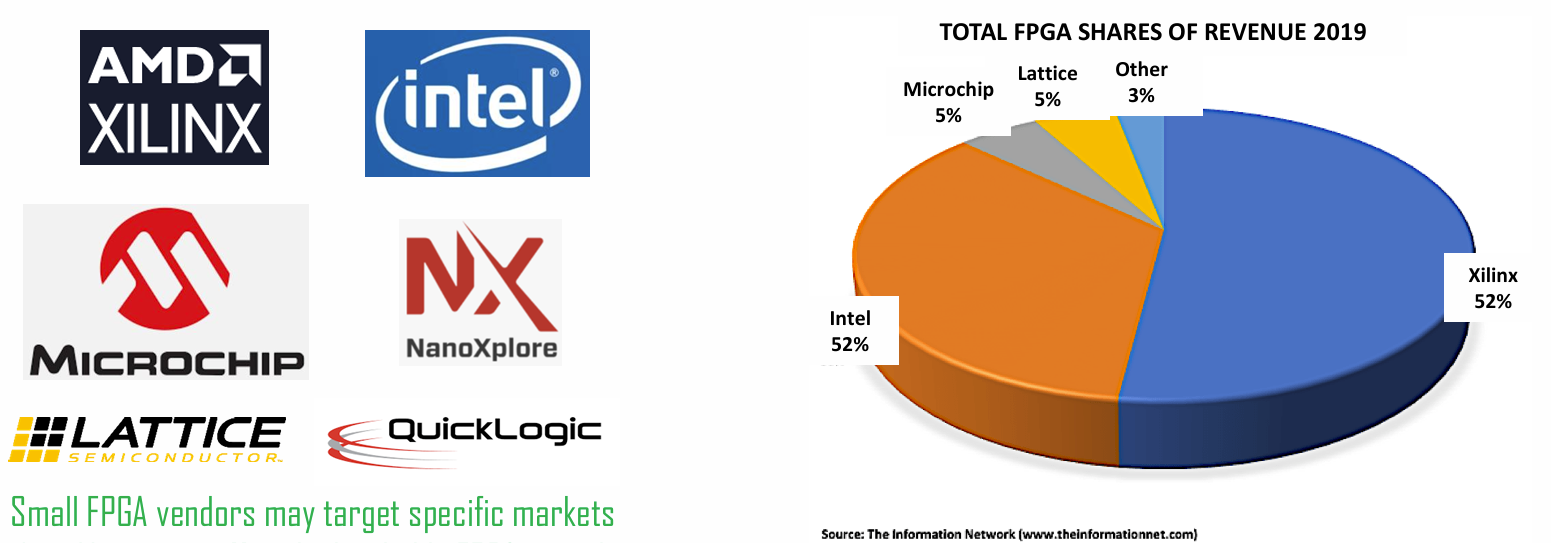 AMD
XILINX
intel®
MICROCHIP
NX
NanoXplore
LATTICE
SEMICONDUCTOR
QuickLogic
Small FPGA vendors may target specific markets
TOTAL FPGA SHARES OF REVENUE 2019
Microchip
5%
Lattice
5%
Other
3%
Xilinx
52%
Intel
52%
Source: The Information Network (www.theinformationnet.com)